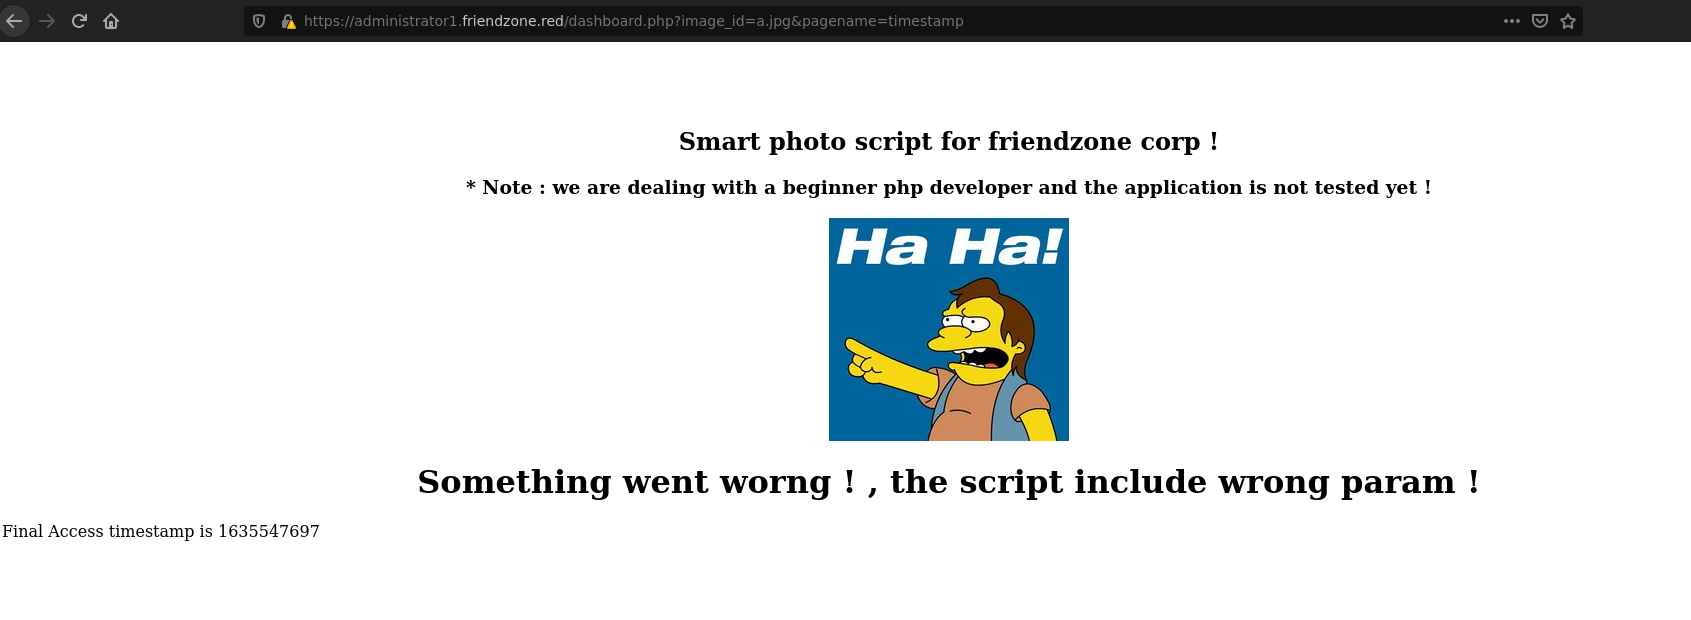 https://administrator1.friendzone.red/dashboard.php?image_id=a.jpg&pagename=timestamp
Smart photo script for friendzone corp !
* Note : we are dealing with a beginner php developer and the application is not tested yet !
Ha Ha!
Something went worng ! , the script include wrong param !
Final Access timestamp is 1635547697